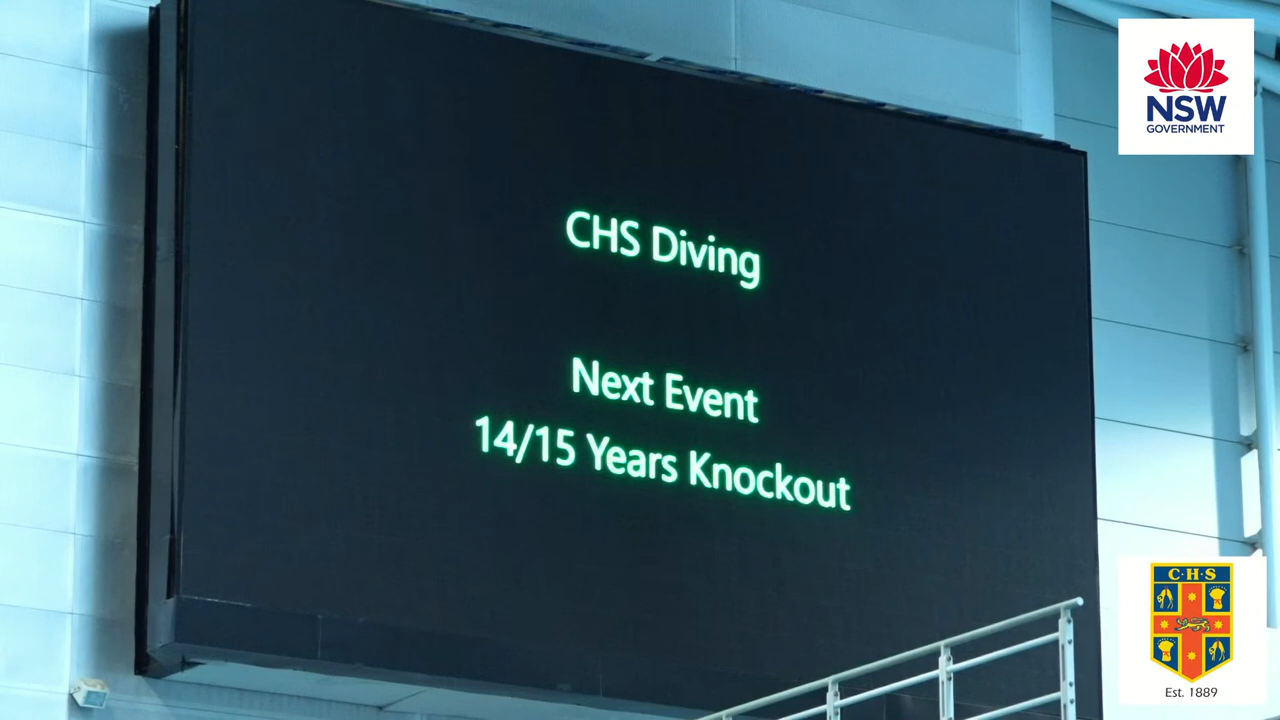 CHS Diving
Next Event
14/15 Years Knockout
NSW
GOVERNMENT
C·H·S
Est. 1889